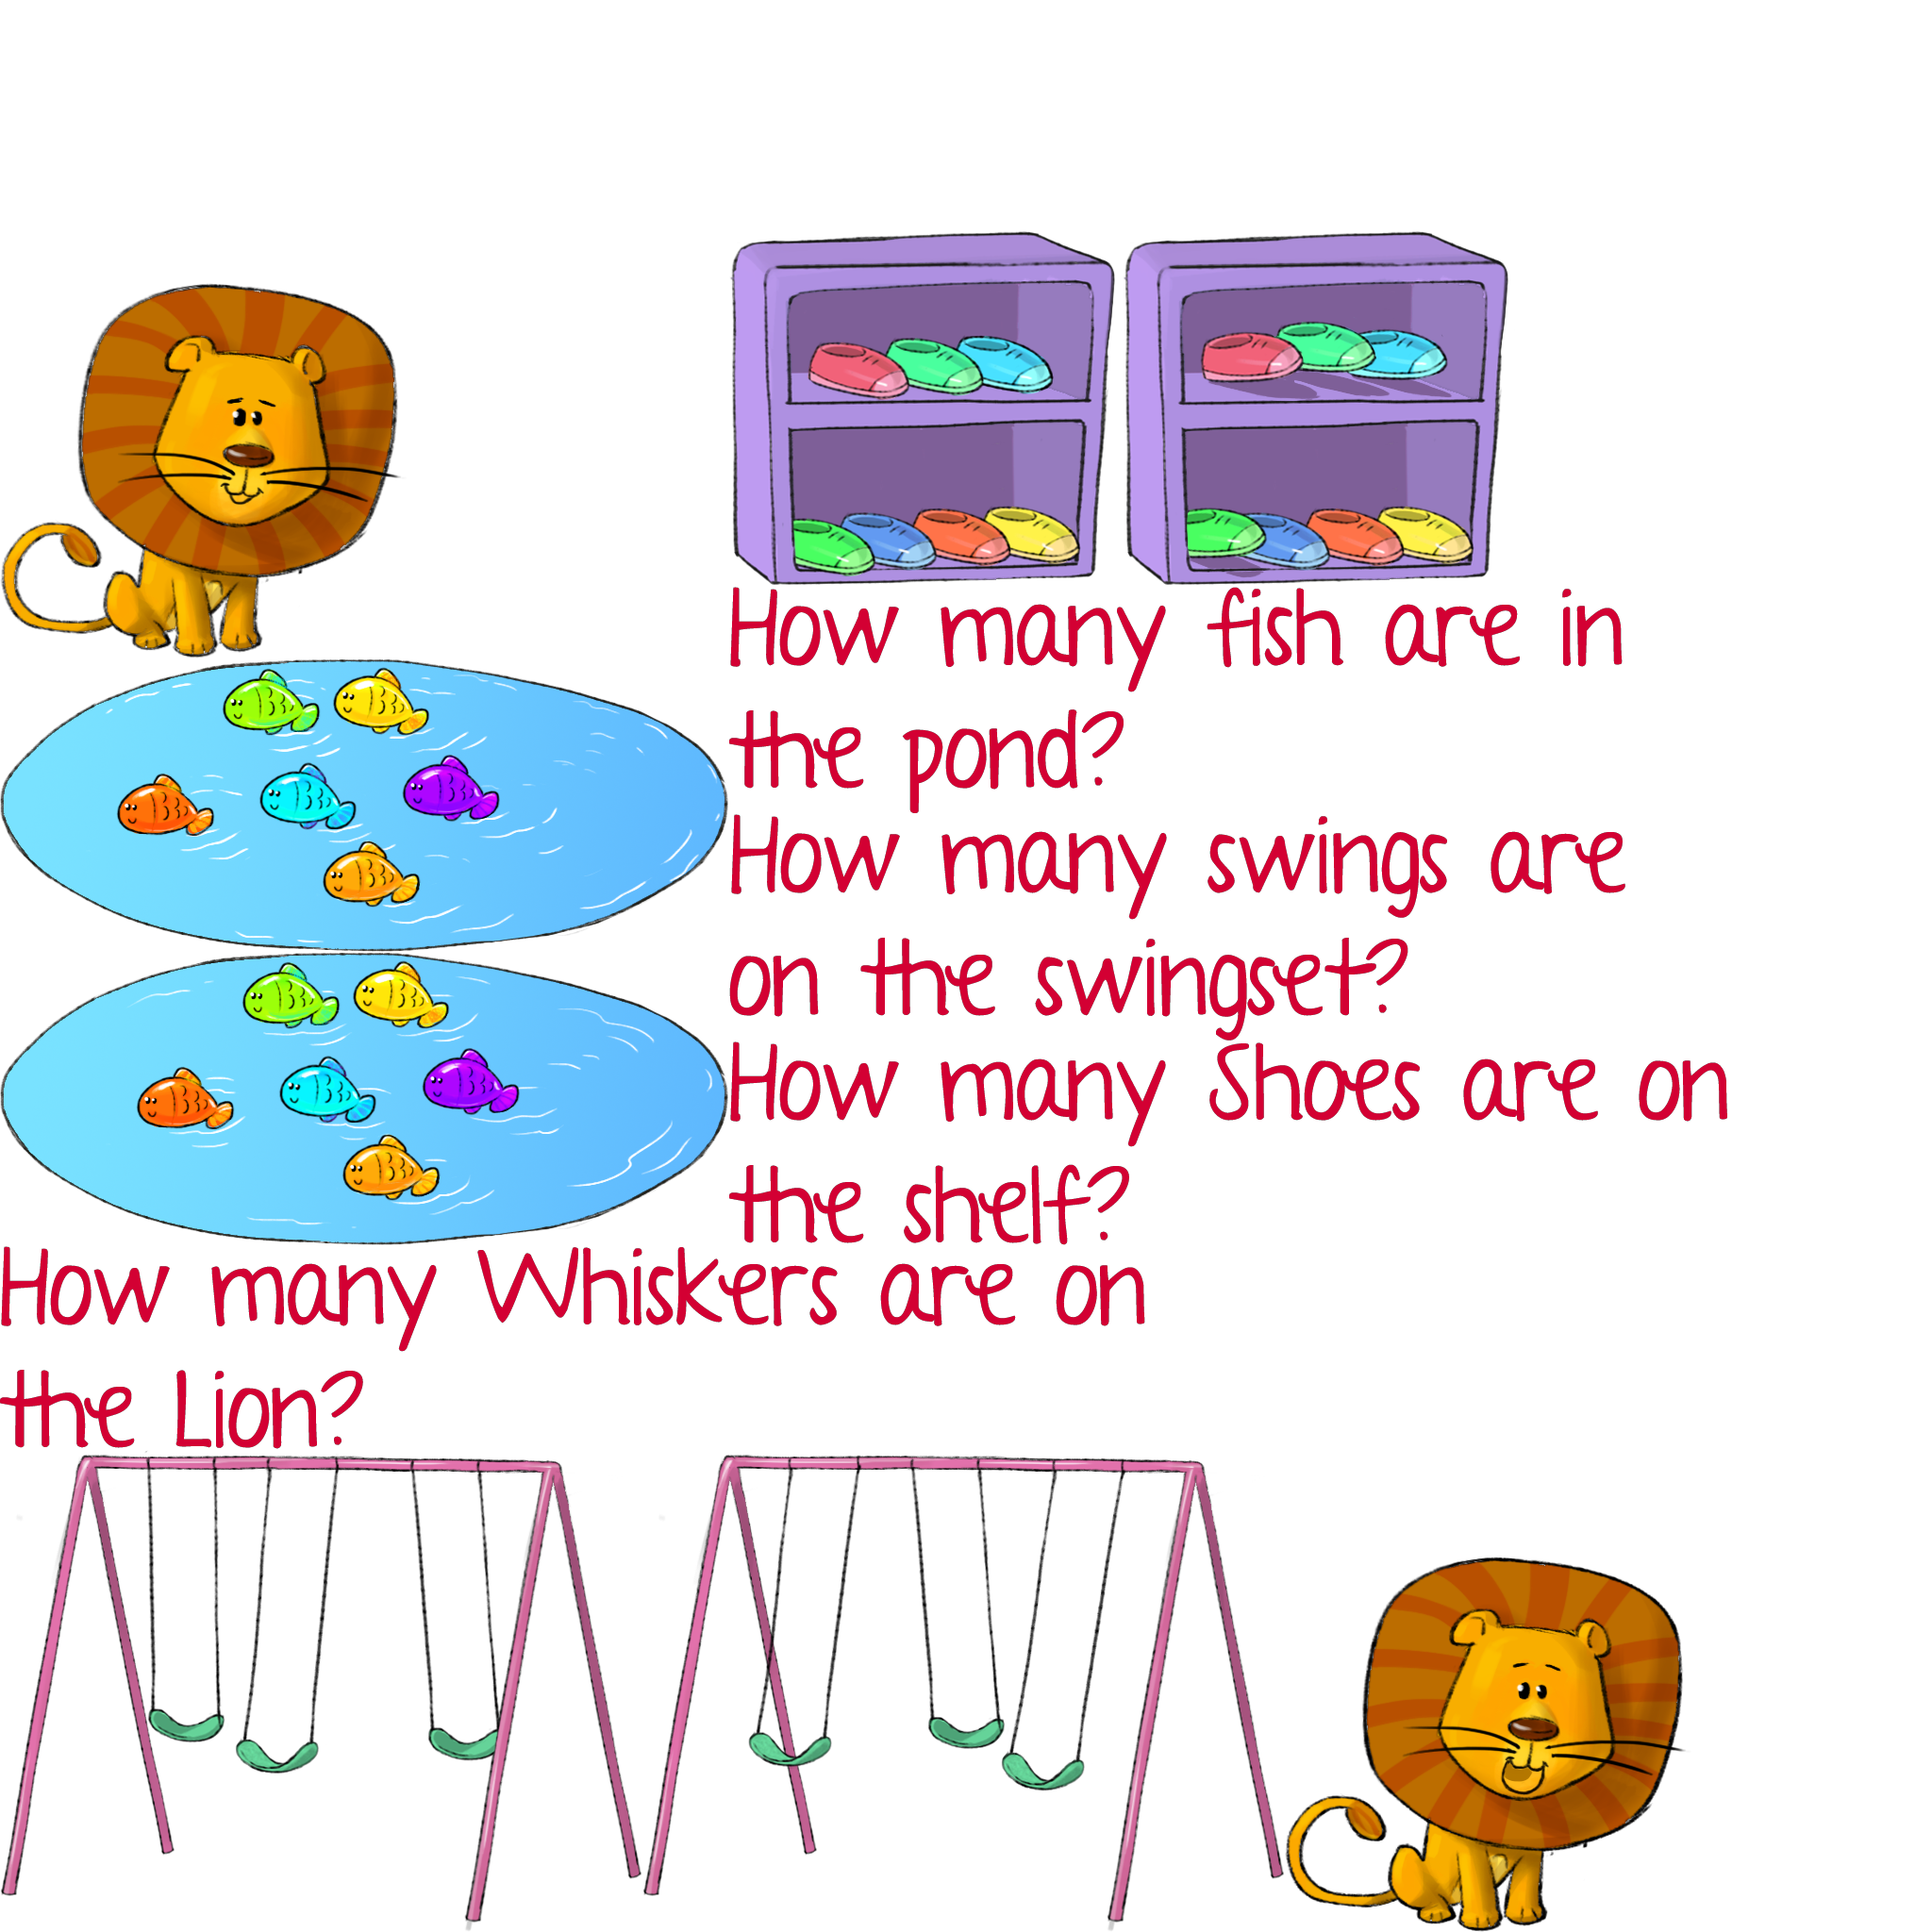 How many fish are in
the pond?
How many swings are
on the swingset?
How many Shoes are on
the shelf?
How many Whiskers are on
the Lion?